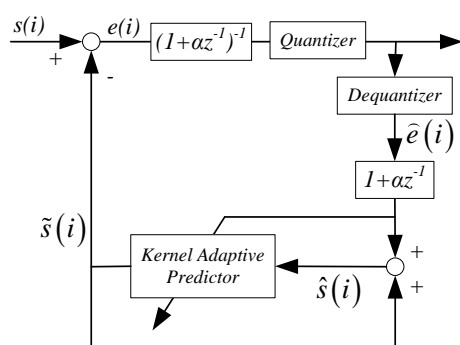 s(i)
+
e(i)
-
(1+αz⁻¹)⁻¹
Quantizer
Dequantizer
ê(i)
1+αz⁻¹
s̃(i)
Kernel Adaptive
Predictor
ŝ(i)
+
+